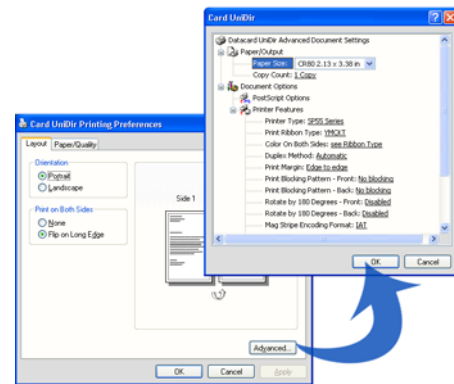 Card UniDir
Datacard UniDir Advanced Document Settings
Paper/Output
Paper Size: CR80 2.13 x 3.38 in
Copy Count: 1 Copy
Document Options
PostScript Options
Printer Features
Printer Type: SP55 Series
Print Ribbon Type: YMCKT
Color On Both Sides: see Ribbon Type
Duplex Method: Automatic
Print Margin: Edge to edge
Print Blocking Pattern - Front: No blocking
Print Blocking Pattern - Back: No blocking
Rotate by 180 Degrees - Front: Disabled
Rotate by 180 Degrees - Back: Disabled
Mag Stripe Encoding Format: IAT
OK Cancel
Card UniDir Printing Preferences
Layout Paper/Quality
Orientation
Portrait
Landscape
Print on Both Sides
None
Flip on Long Edge
Side 1
Advanced...
OK Cancel Apply